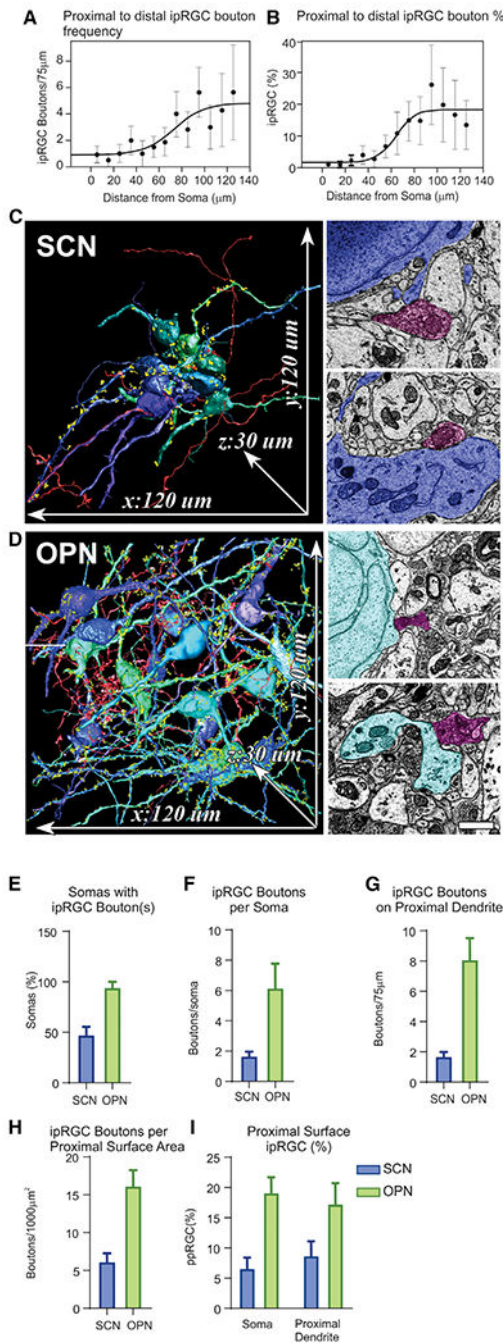 A
Proximal to distal ipRGC bouton
frequency
ipRGC Boutons/75μm
8
6
4
2
0
0 20 40 60 80 100 120 140
Distance from Soma (μm)
B
Proximal to distal ipRGC bouton %
ipRGC (%)
40
30
20
10
0
0 20 40 60 80 100 120 140
Distance from Soma (μm)
C
SCN
y:120 um
z:30 um
x:120 um
D
OPN
y:120 um
z:30 um
x:120 um
E
Somas with
ipRGC Bouton(s)
Somas (%)
150
100
50
0
SCN OPN
F
ipRGC Boutons
per Soma
Boutons/soma
10
8
6
4
2
0
SCN OPN
G
ipRGC Boutons
on Proximal Dendrite
Boutons/75μm
10
8
6
4
2
0
SCN OPN
H
ipRGC Boutons per
Proximal Surface Area
Boutons/1000μm²
20
15
10
5
0
SCN OPN
I
Proximal Surface
ipRGC (%)
ppRGC(%)
25
20
15
10
5
0
Soma
Proximal
Dendrite
SCN
OPN